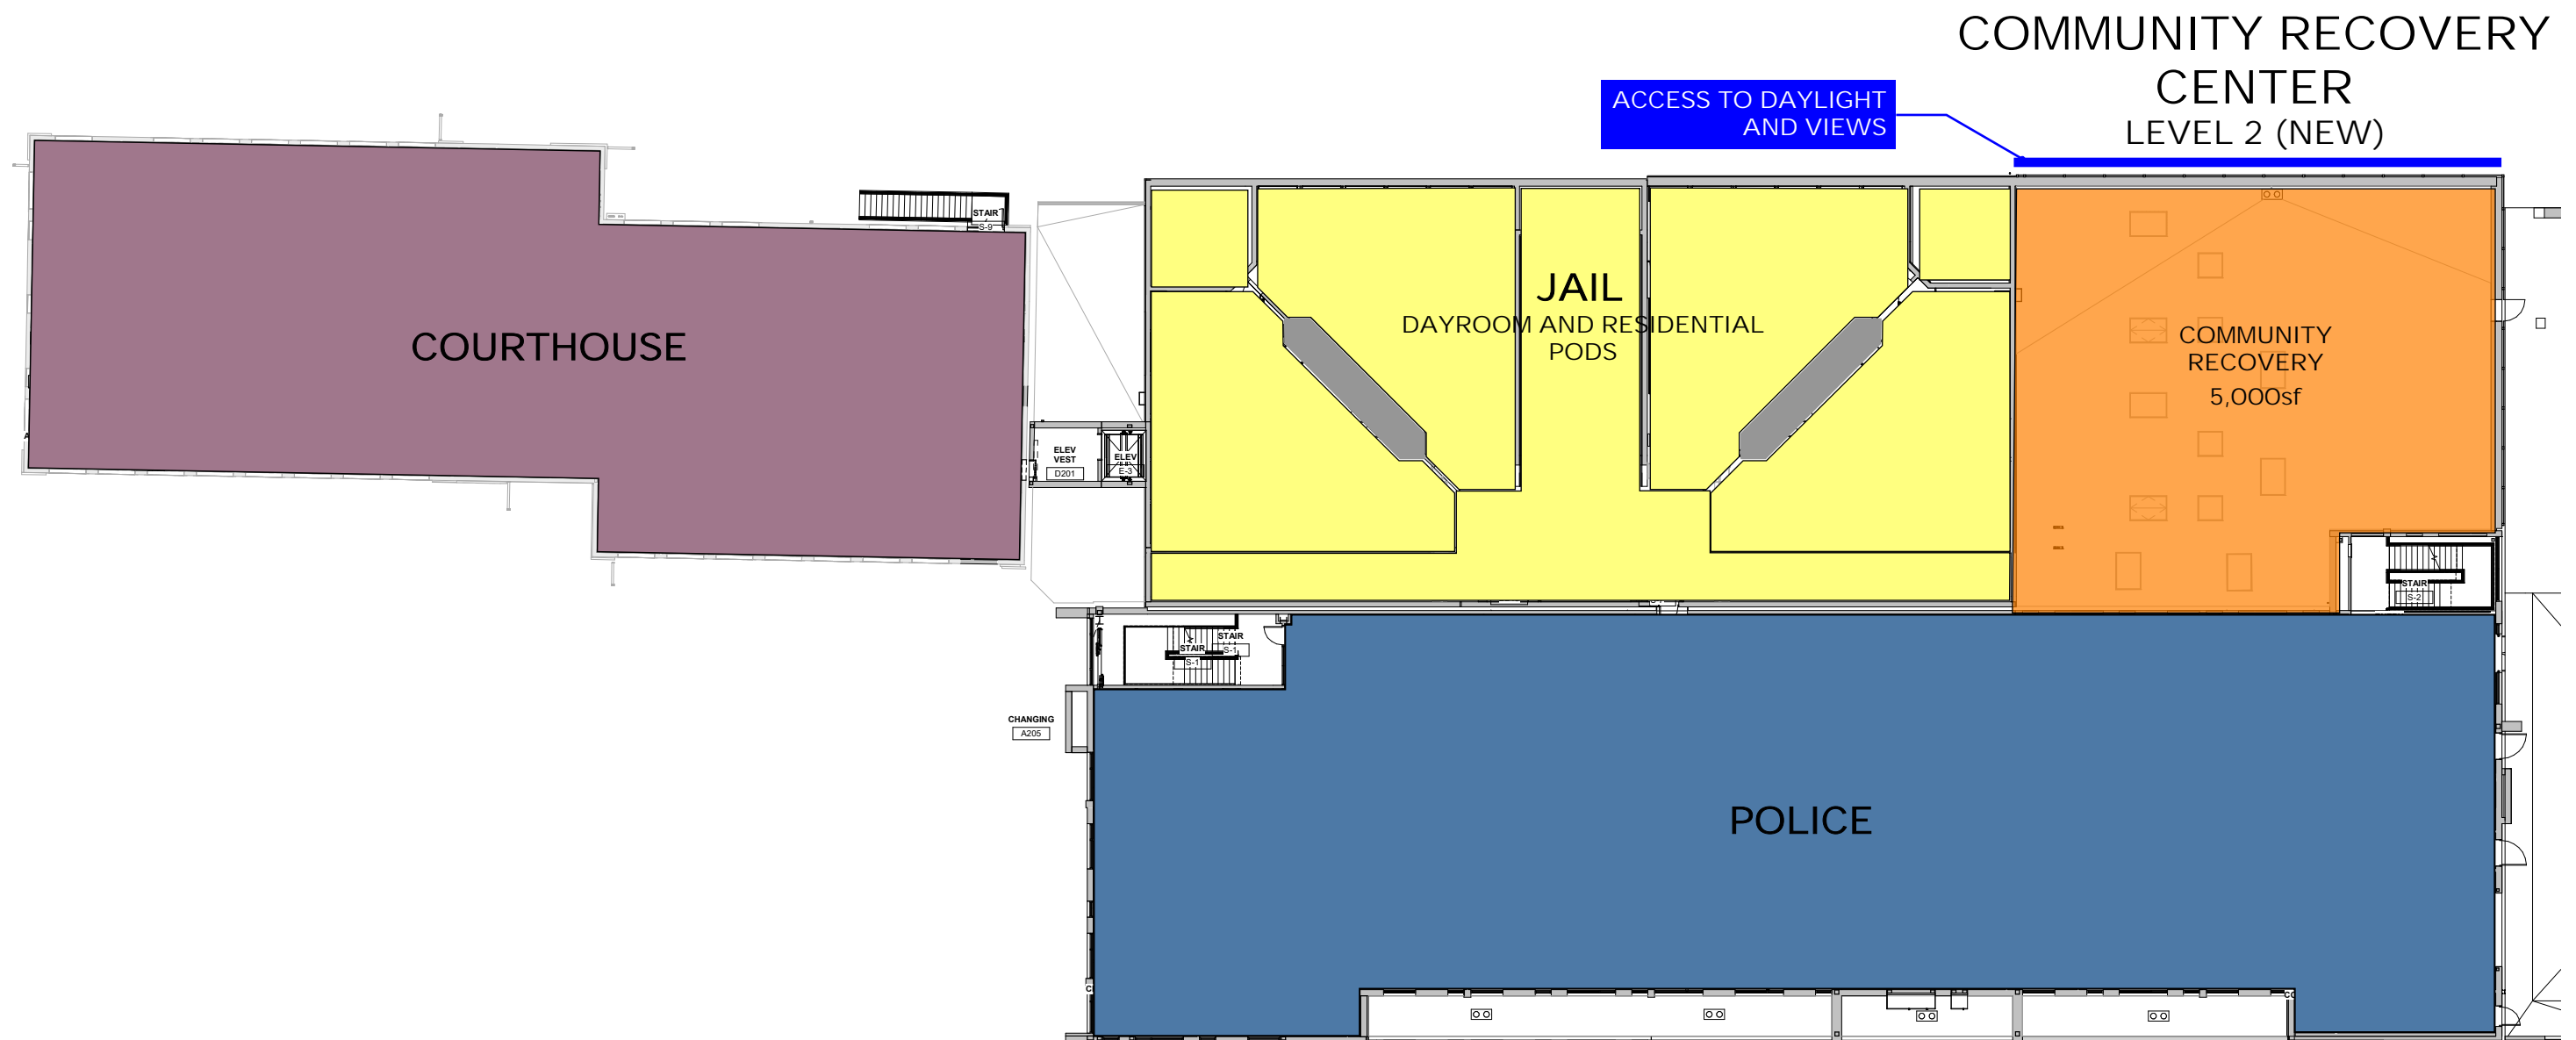 COMMUNITY RECOVERY
CENTER
LEVEL 2 (NEW)
ACCESS TO DAYLIGHT
AND VIEWS
STAIR
S-9
COURTHOUSE
JAIL
DAYROOM AND RESIDENTIAL
PODS
COMMUNITY
RECOVERY
5,000sf
ELEV
VEST
D201
ELEV
E-3
STAIR
S-2
STAIR
S-1
STAIR
S-1
CHANGING
A205
POLICE